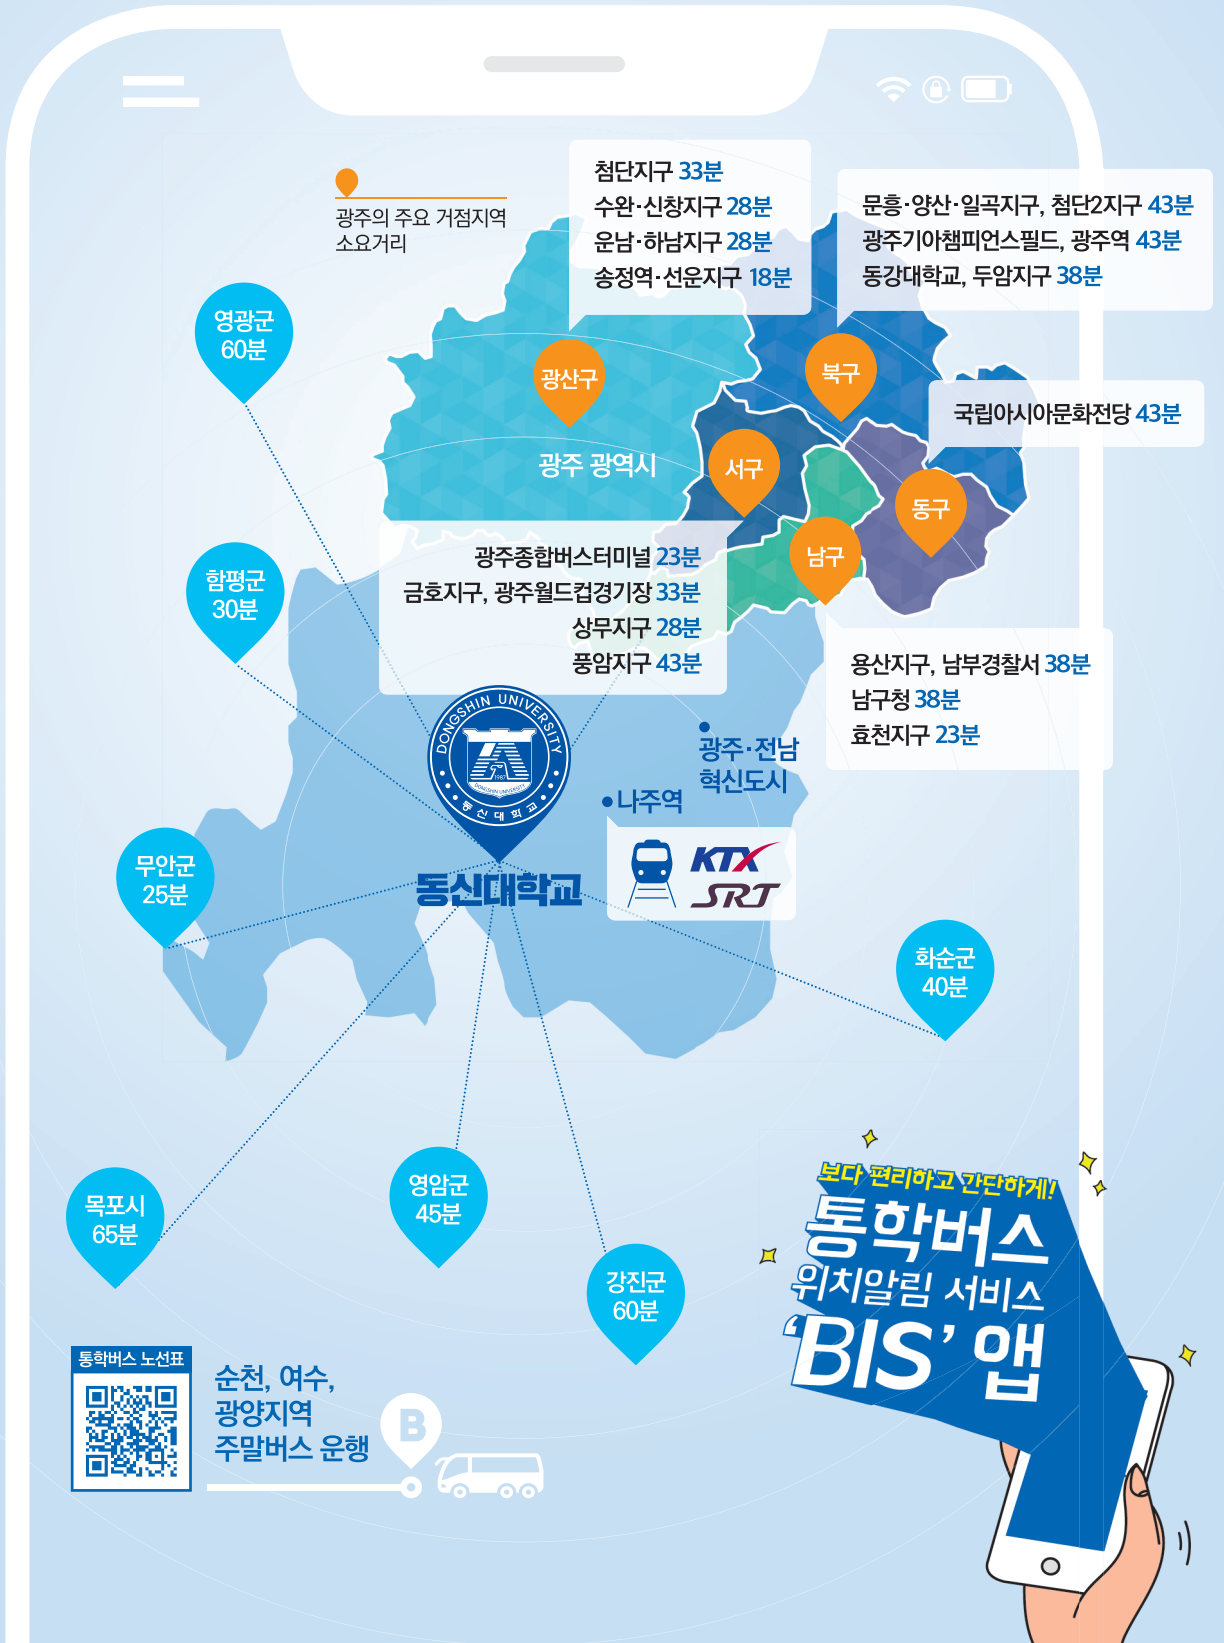 광주의 주요 거점지역
소요거리
첨단지구 33분
수완·신창지구 28분
운남·하남지구 28분
송정역·선운지구 18분
문흥·양산·일곡지구, 첨단2지구 43분
광주기아챔피언스필드, 광주역 43분
동강대학교, 두암지구 38분
영광군
60분
광산구
북구
국립아시아문화전당 43분
광주 광역시
서구
동구
남구
광주종합버스터미널 23분
금호지구, 광주월드컵경기장 33분
상무지구 28분
풍암지구 43분
함평군
30분
용산지구, 남부경찰서 38분
남구청 38분
효천지구 23분
DONGSHIN UNIVERSITY
1987
DONGSHIN UNIVERSITY
동신대학교
동신대학교
광주·전남
혁신도시
나주역
KTX
SRT
무안군
25분
화순군
40분
목포시
65분
영암군
45분
강진군
60분
보다 편리하고 간단하게!
통학버스
위치알림 서비스
'BIS' 앱
통학버스 노선표
순천, 여수,
광양지역
주말버스 운행
B